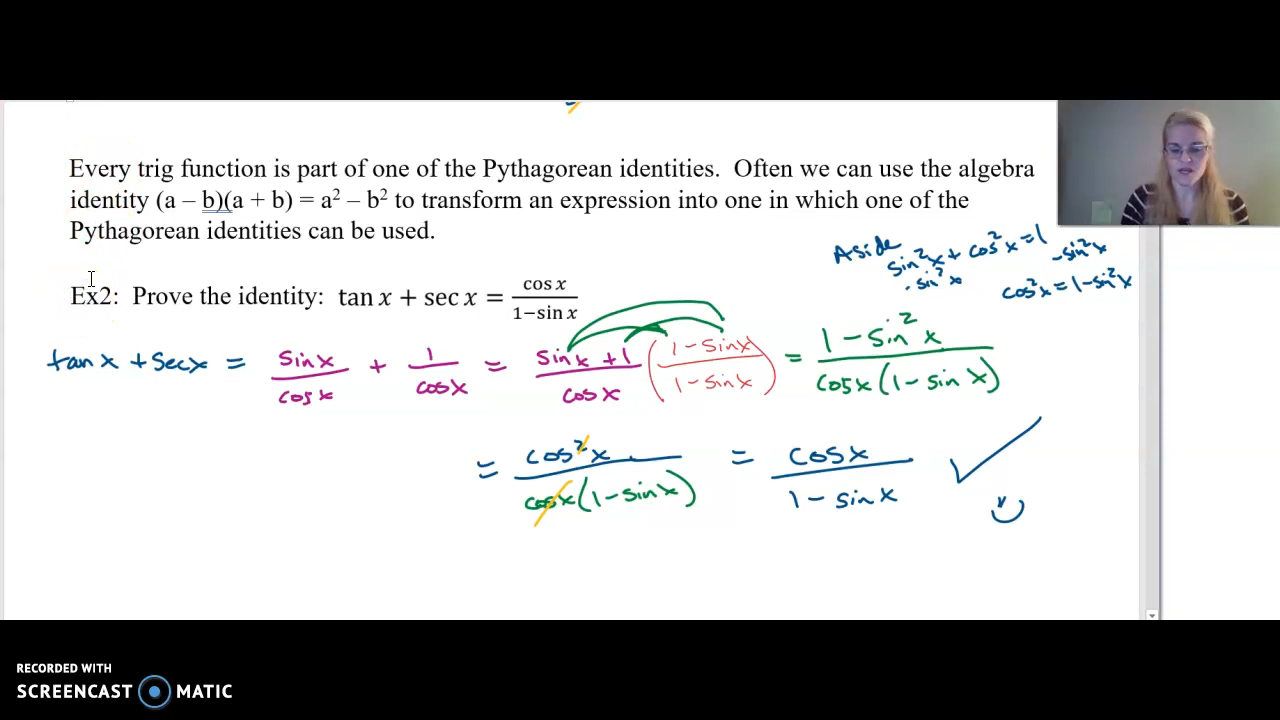 Every trig function is part of one of the Pythagorean identities. Often we can use the algebra
identity (a – b)(a + b) = a² – b² to transform an expression into one in which one of the
Pythagorean identities can be used.
Aside
sin²x + cos²x = 1
- sin²x - sin²x
cos²x = 1 - sin²x
Ex2: Prove the identity: tan x + sec x = cos x / 1−sin x
tan x + sec x = sin x / cos x + 1 / cos x = sin x + 1 / cos x (1 - sin x / 1 - sin x) = 1 - sin² x / cos x (1 - sin x)
= cos² x / cos x (1 - sin x) = cos x / 1 - sin x ✓
RECORDED WITH
SCREENCAST MATIC